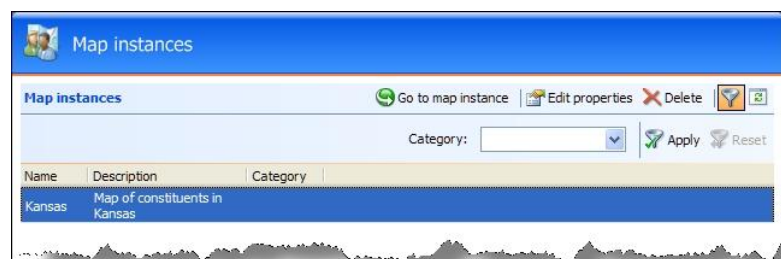 Map instances
Map instances Go to map instance Edit properties Delete
Category: Apply Reset
Name Description Category
Kansas Map of constituents in
Kansas